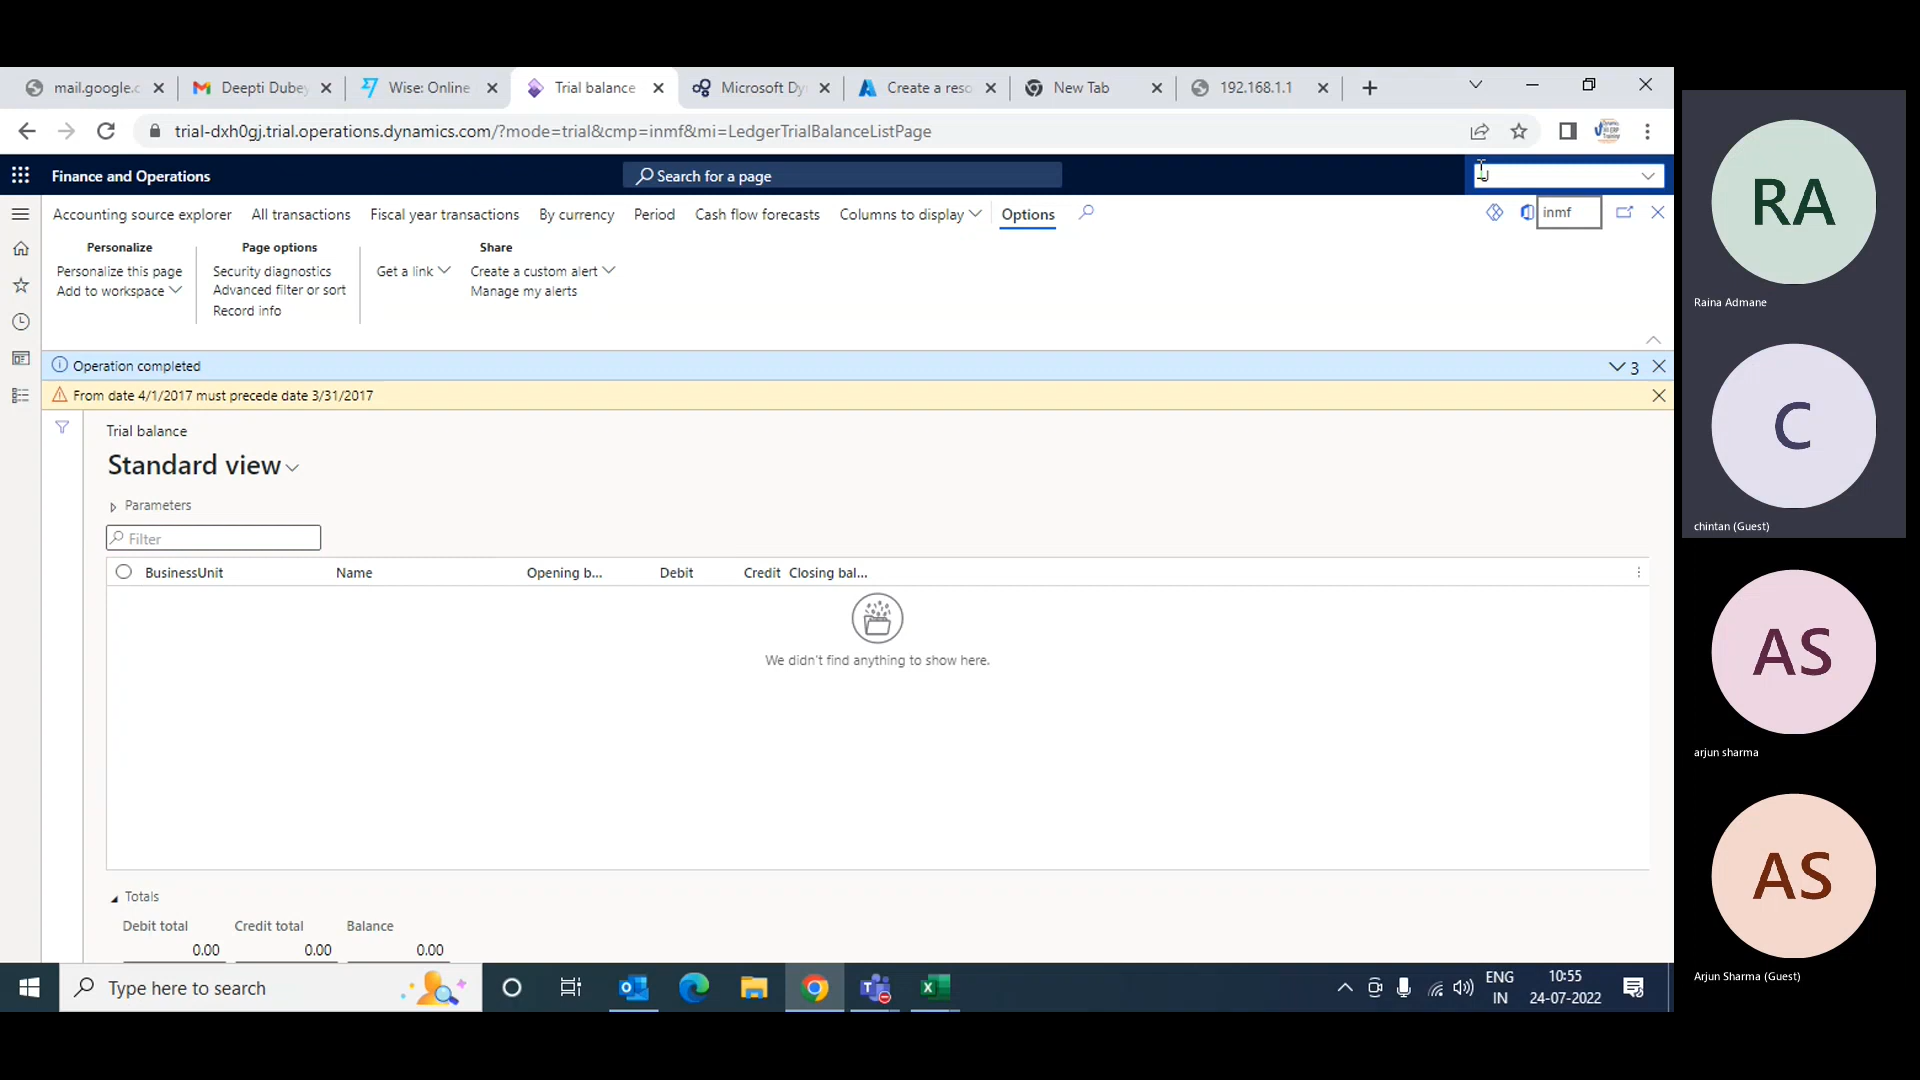 mail.google.c
Deepti Dubey
Wise: Online
Trial balance
Microsoft Dy
Create a reso
New Tab
192.168.1.1
trial-dxh0gj.trial.operations.dynamics.com/?mode=trial&cmp=inmf&mi=LedgerTrialBalanceListPage
Finance and Operations
Search for a page
Accounting source explorer All transactions Fiscal year transactions By currency Period Cash flow forecasts Columns to display Options
inmf
Personalize
Personalize this page
Add to workspace
Page options
Security diagnostics
Advanced filter or sort
Record info
Share
Get a link
Create a custom alert
Manage my alerts
Operation completed
3
From date 4/1/2017 must precede date 3/31/2017
Trial balance
Standard view
Parameters
Filter
BusinessUnit Name Opening b... Debit Credit Closing bal...
We didn't find anything to show here.
Totals
Debit total Credit total Balance
0.00 0.00 0.00
Type here to search
ENG
IN
10:55
24-07-2022
RA
Raina Admane
C
chintan (Guest)
AS
arjun sharma
AS
Arjun Sharma (Guest)